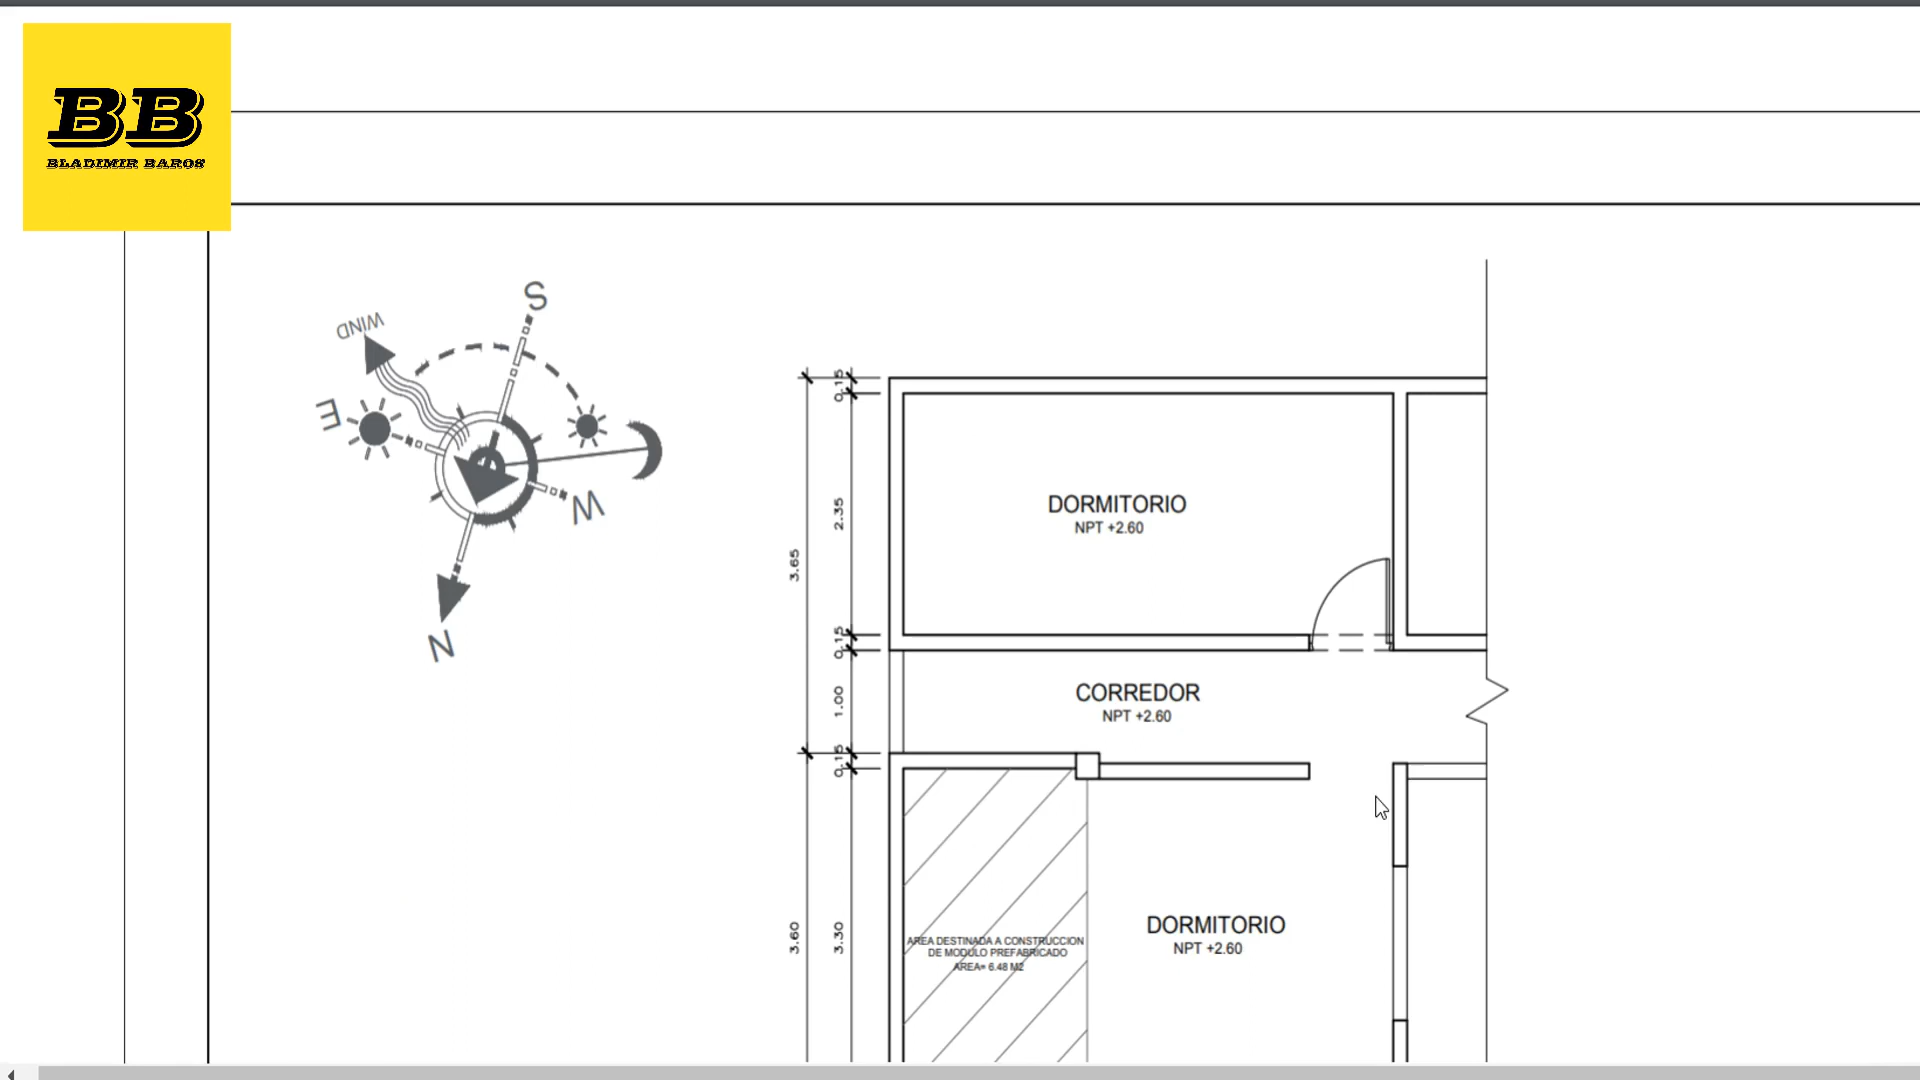 BB
BLADIMIR BAROS
S
WIND
E
W
N
0.15
2.35
3.65
0.15
1.00
0.15
3.60
3.30
DORMITORIO
NPT +2.60
CORREDOR
NPT +2.60
DORMITORIO
NPT +2.60
AREA DESTINADA A CONSTRUCCION
DE MODULO PREFABRICADO
AREA= 6.48 M2